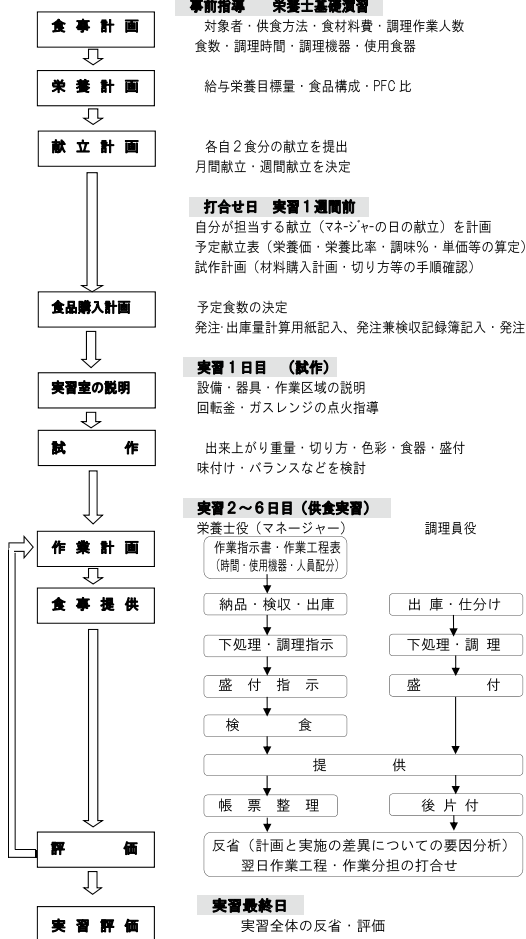 事前指導　栄養士基礎演習
食 事 計 画
対象者・供食方法・食材料費・調理作業人数
食数・調理時間・調理機器・使用食器
栄 養 計 画
給与栄養目標量・食品構成・PFC 比
献 立 計 画
各自２食分の献立を提出
月間献立・週間献立を決定
打合せ日　実習１週間前
自分が担当する献立（マネージャーの日の献立）を計画
予定献立表（栄養価・栄養比率・調味%・単価等の算定）
試作計画（材料購入計画・切り方等の手順確認）
食品購入計画
予定食数の決定
発注・出庫量計算用紙記入、発注兼検収記録簿記入・発注
実習１日目　（試作）
実習室の説明
設備・器具・作業区域の説明
回転釜・ガスレンジの点火指導
試　　作
出来上がり重量・切り方・色彩・食器・盛付
味付け・バランスなどを検討
実習２～６日目（供食実習）
栄養士役（マネージャー）　調理員役
作 業 計 画
作業指示書・作業工程表
（時間・使用機器・人員配分）
食 事 提 供
納品・検収・出庫　出 庫・仕分け
下処理・調理指示　下処理・調 理
盛 付 指 示　盛　付
検　食
提　供
帳 票 整 理　後 片 付
評　　価
反省（計画と実施の差異についての要因分析）
翌日作業工程・作業分担の打合せ
実習最終日
実 習 評 価
実習全体の反省・評価